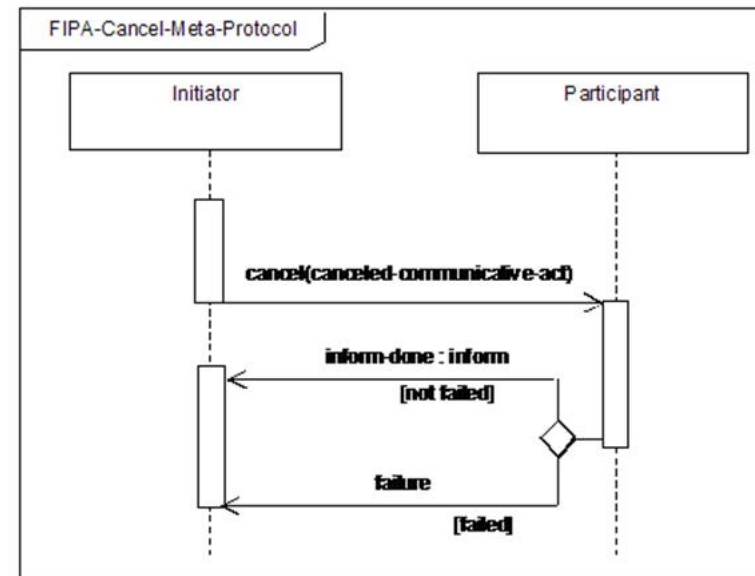 FIPA-Cancel-Meta-Protocol
Initiator
Participant
cancel(canceled-communicative-act)
inform-done : inform
[not failed]
failure
[failed]